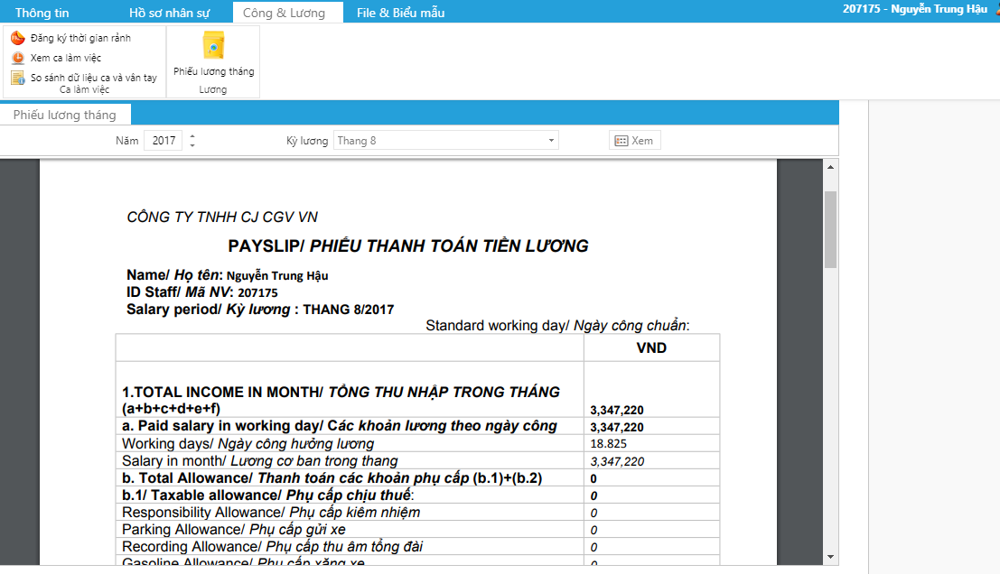 Thông tin Hồ sơ nhân sự Công & Lương File & Biểu mẫu 207175 - Nguyễn Trung Hậu
Đăng ký thời gian rảnh
Xem ca làm việc
So sánh dữ liệu ca và vân tay
Ca làm việc
Phiếu lương tháng
Lương
Phiếu lương tháng
Năm 2017 Kỳ lương Thang 8 Xem
CÔNG TY TNHH CJ CGV VN
PAYSLIP/ PHIẾU THANH TOÁN TIỀN LƯƠNG
Name/ Họ tên: Nguyễn Trung Hậu
ID Staff/ Mã NV: 207175
Salary period/ Kỳ lương : THANG 8/2017
Standard working day/ Ngày công chuẩn:
VND
1.TOTAL INCOME IN MONTH/ TỔNG THU NHẬP TRONG THÁNG
(a+b+c+d+e+f) 3,347,220
a. Paid salary in working day/ Các khoản lương theo ngày công 3,347,220
Working days/ Ngày công hưởng lương 18.825
Salary in month/ Lương cơ ban trong thang 3,347,220
b. Total Allowance/ Thanh toán các khoản phụ cấp (b.1)+(b.2) 0
b.1/ Taxable allowance/ Phụ cấp chịu thuế: 0
Responsibility Allowance/ Phụ cấp kiêm nhiệm 0
Parking Allowance/ Phụ cấp gửi xe 0
Recording Allowance/ Phụ cấp thu âm tổng đài 0
Gasoline Allowance/ Phụ cấp xăng xe 0